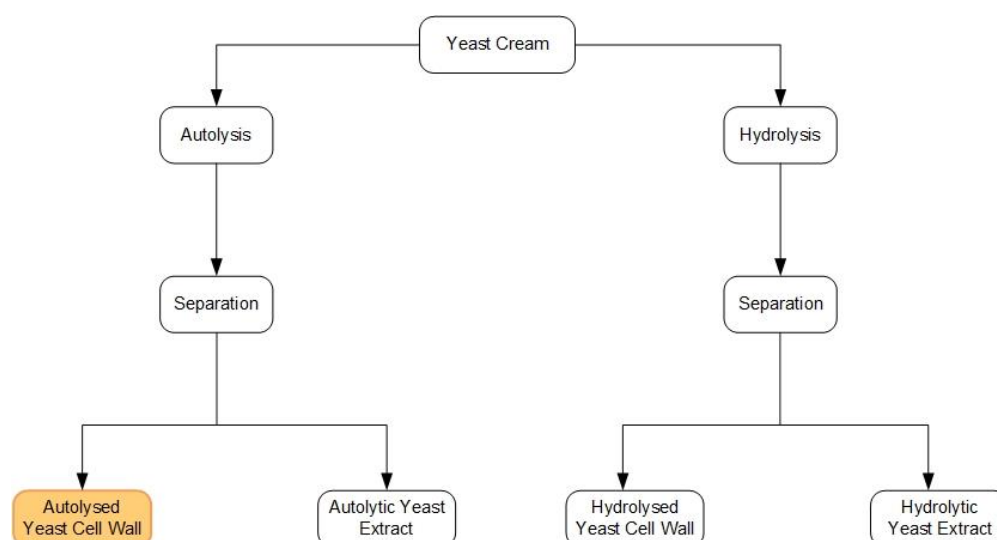 Yeast Cream
Autolysis
Hydrolysis
Separation
Separation
Autolysed
Yeast Cell Wall
Autolytic Yeast
Extract
Hydrolysed
Yeast Cell Wall
Hydrolytic
Yeast Extract